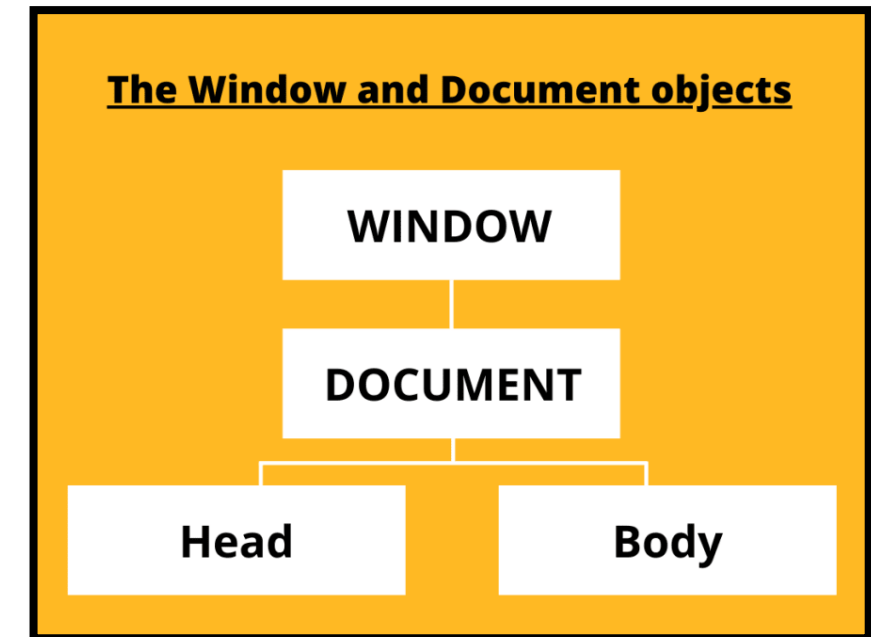 The Window and Document objects
WINDOW
DOCUMENT
Head
Body